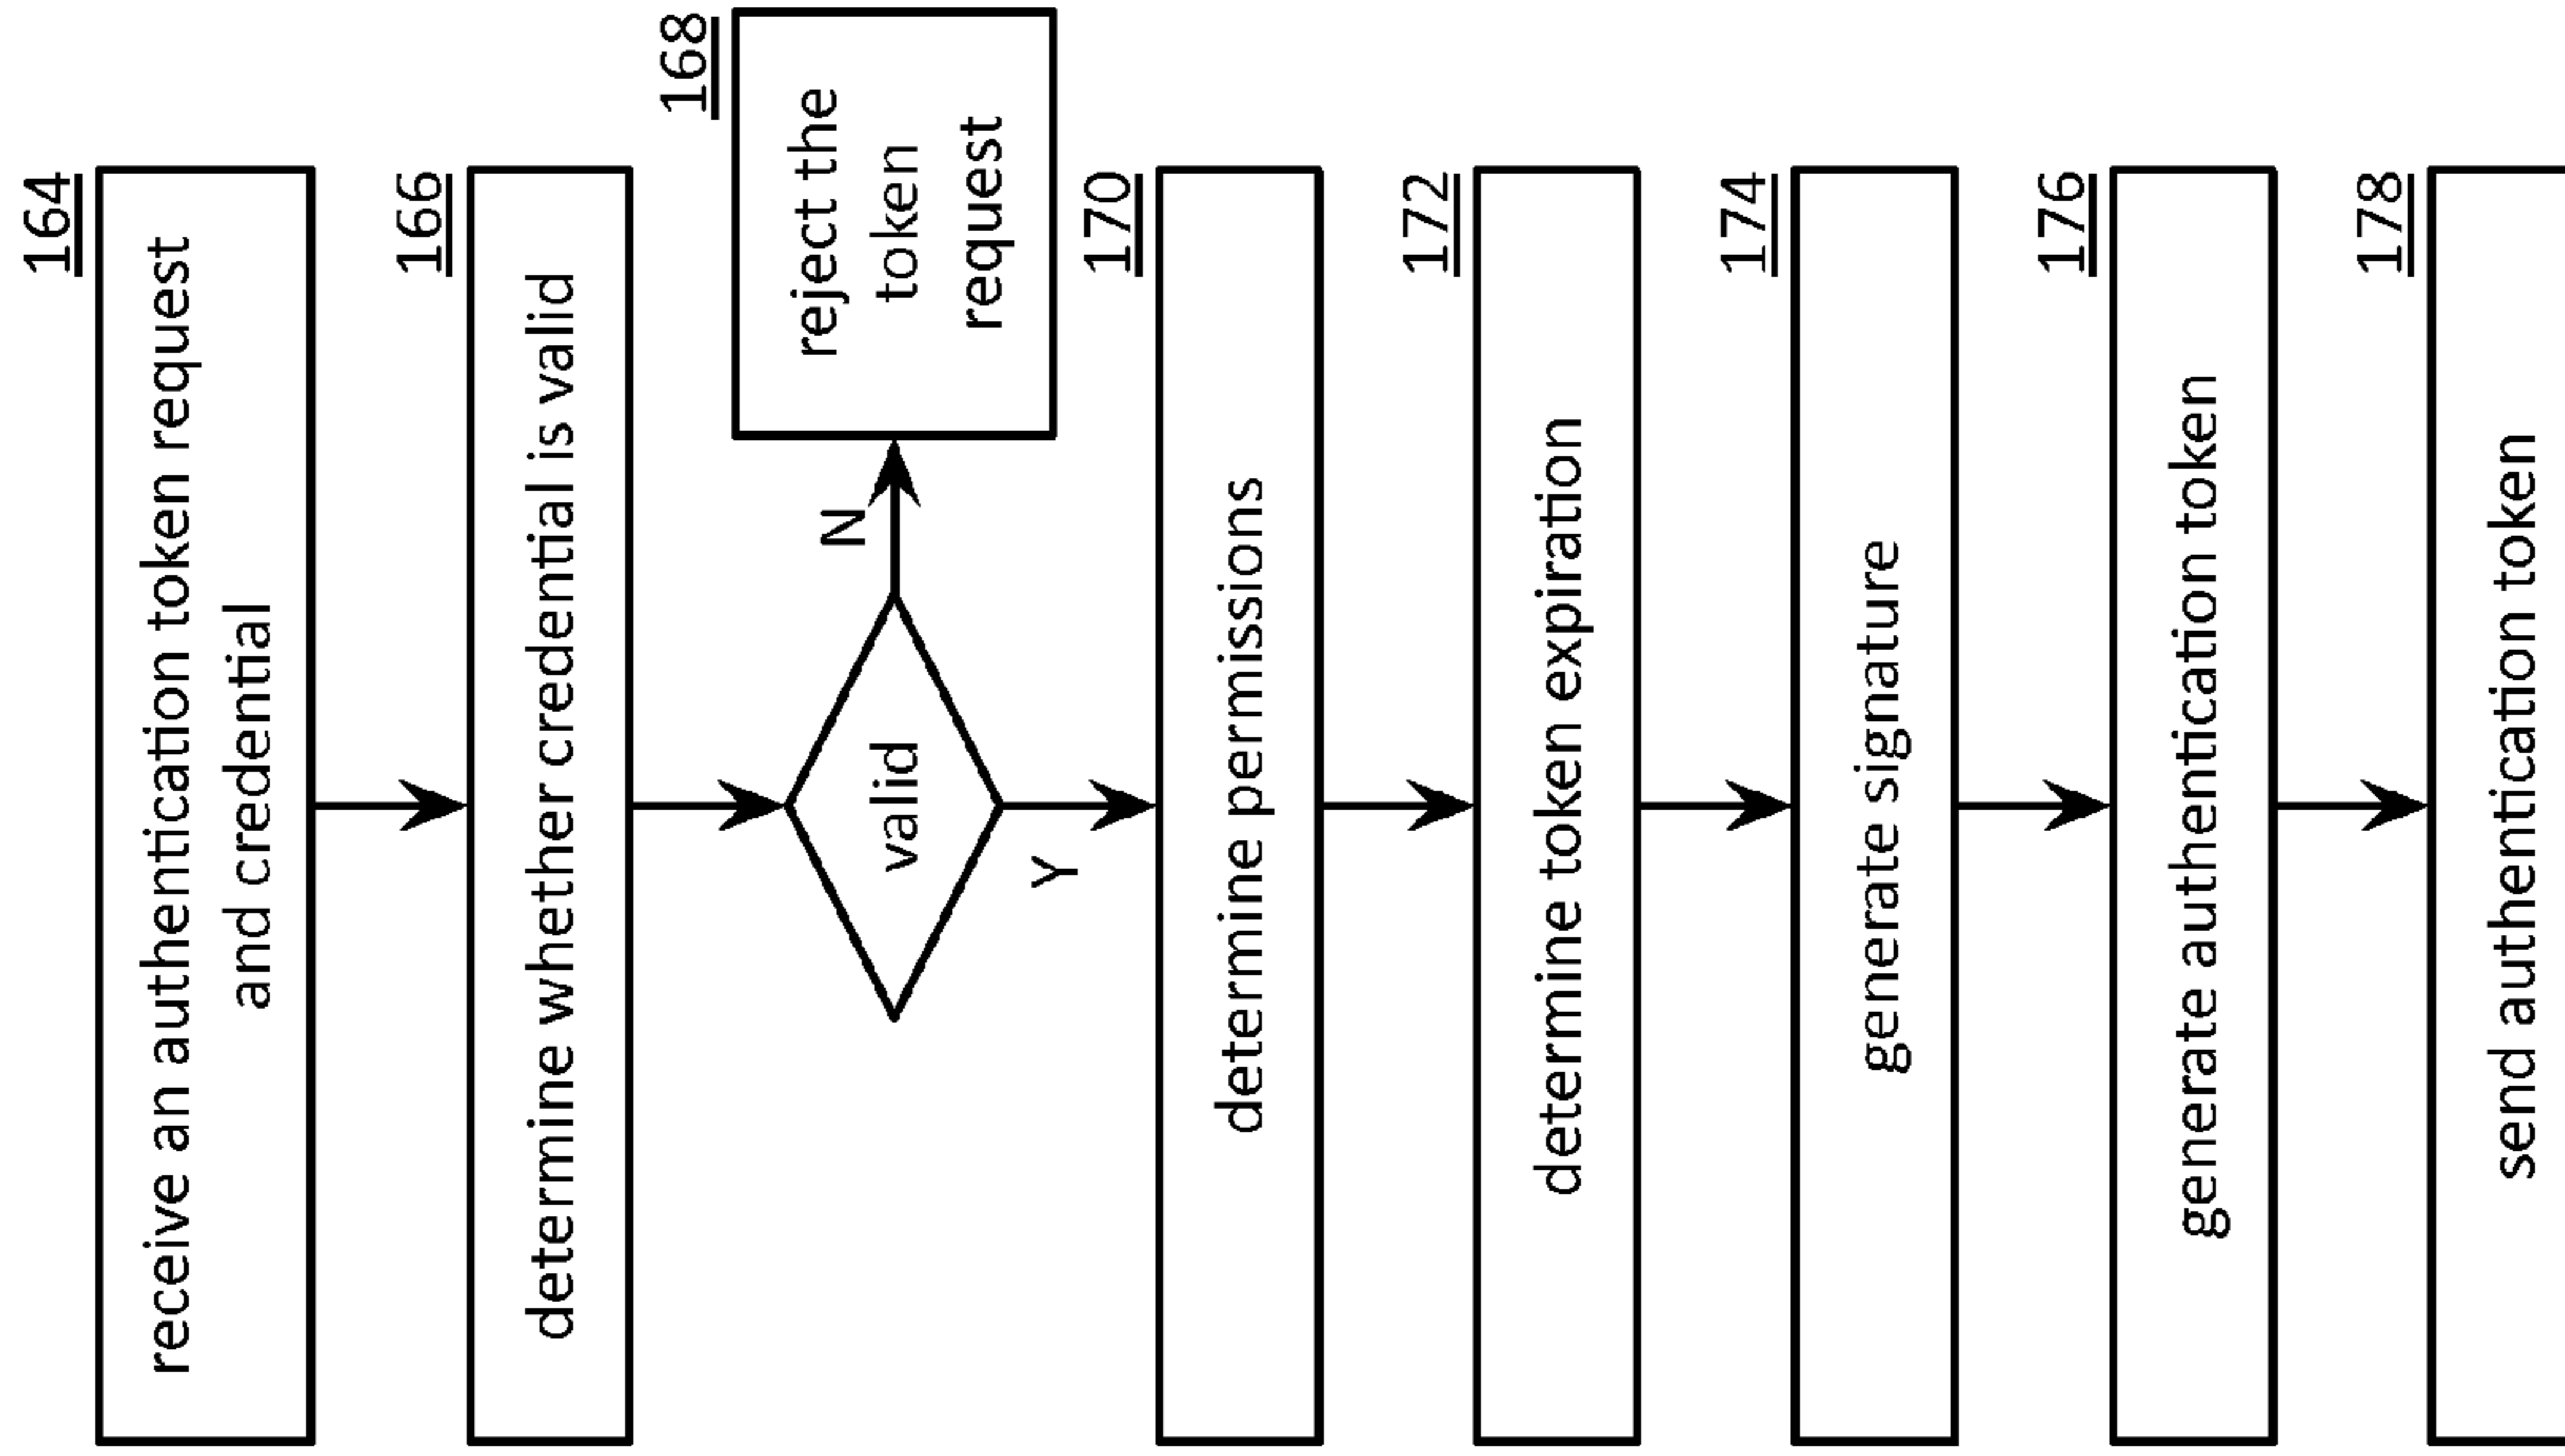 164
receive an authentication token request
and credential
166
determine whether credential is valid
168
reject the
token
request
valid
N
Y
170
determine permissions
172
determine token expiration
174
generate signature
176
generate authentication token
178
send authentication token